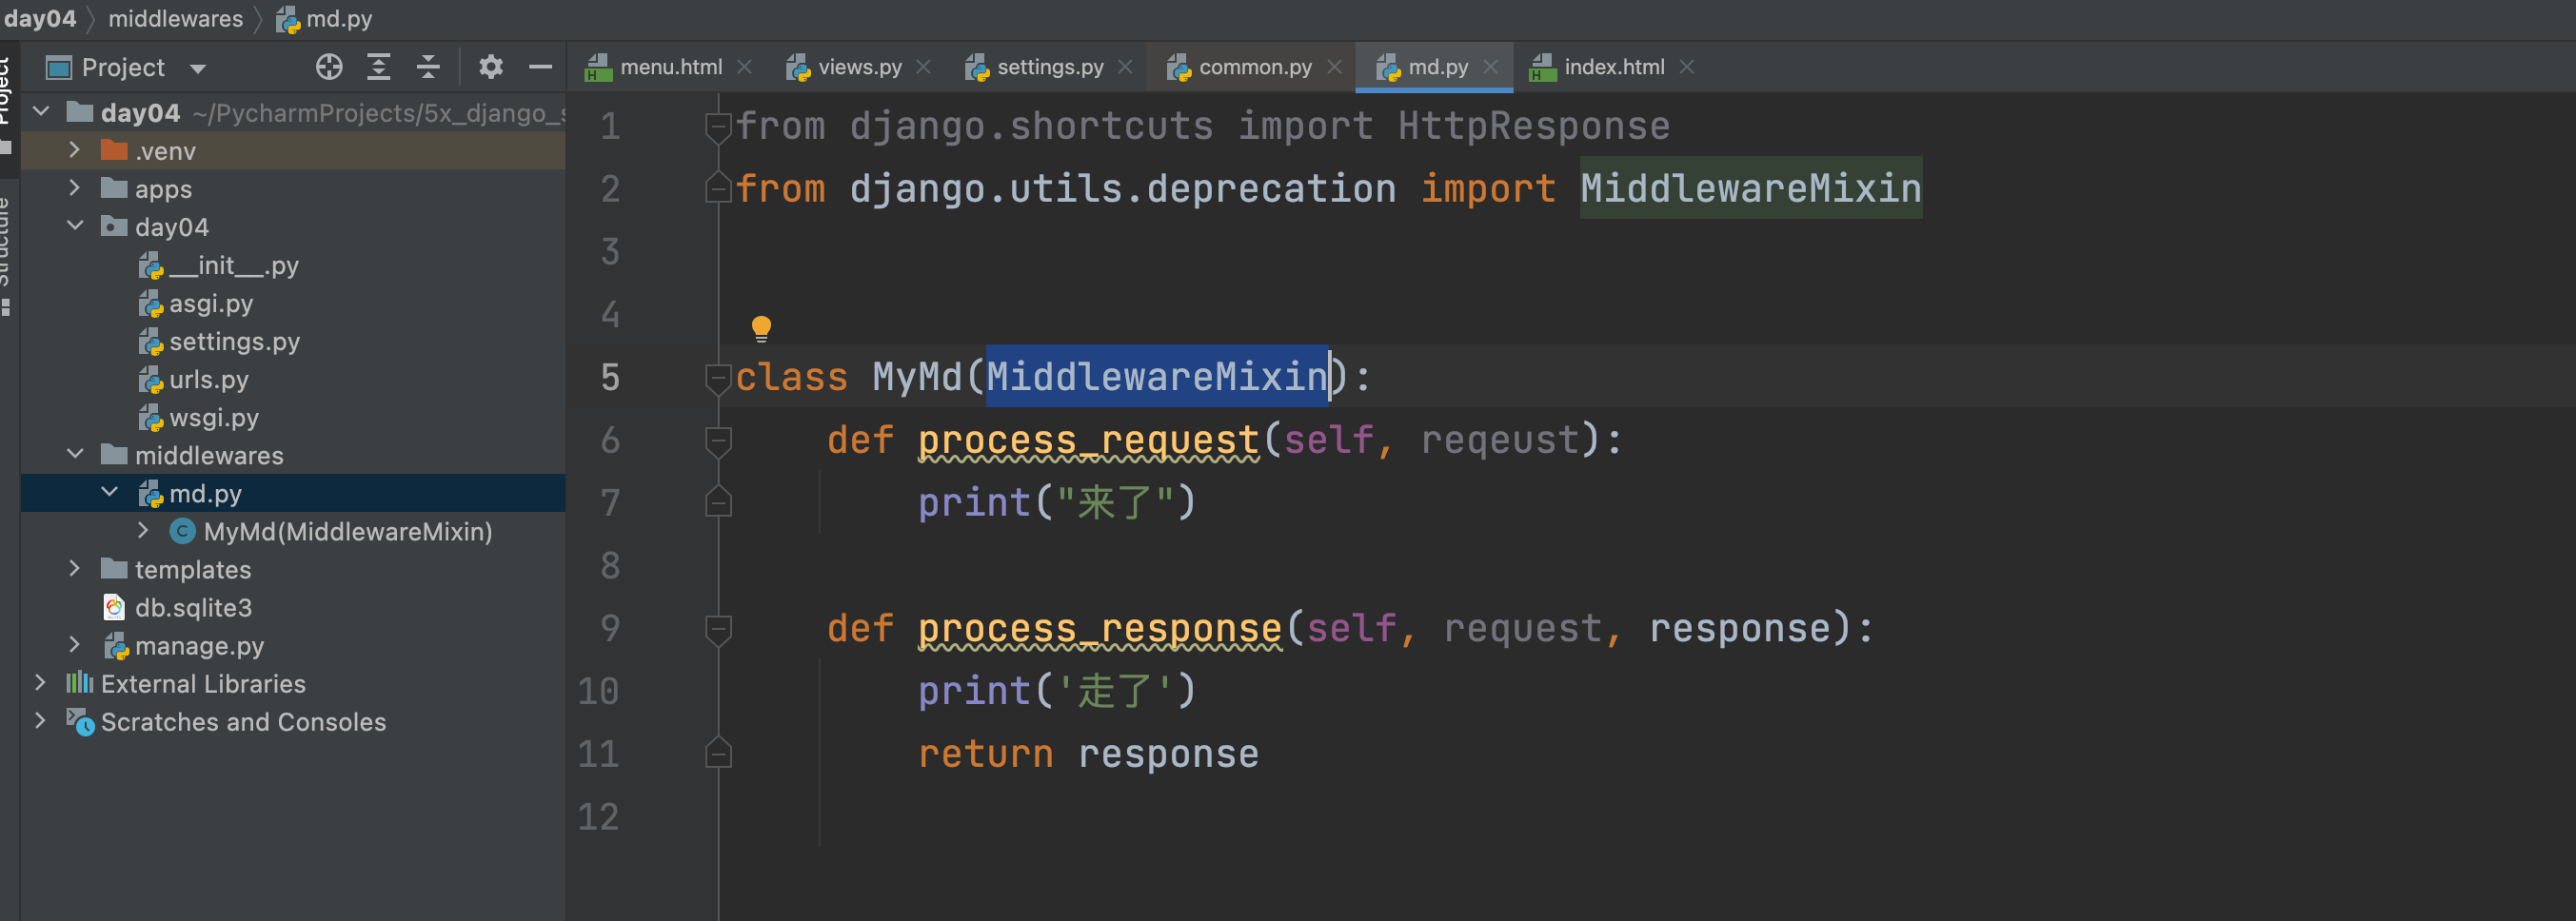 day04 middlewares md.py
Project
menu.html views.py settings.py common.py md.py index.html
Project
Structure
day04 ~/PycharmProjects/5x_django_s
.venv
apps
day04
__init__.py
asgi.py
settings.py
urls.py
wsgi.py
middlewares
md.py
MyMd(MiddlewareMixin)
templates
db.sqlite3
manage.py
External Libraries
Scratches and Consoles
1 from django.shortcuts import HttpResponse
2 from django.utils.deprecation import MiddlewareMixin
3
4
5 class MyMd(MiddlewareMixin):
6 def process_request(self, reqeust):
7 print("来了")
8
9 def process_response(self, request, response):
10 print('走了')
11 return response
12